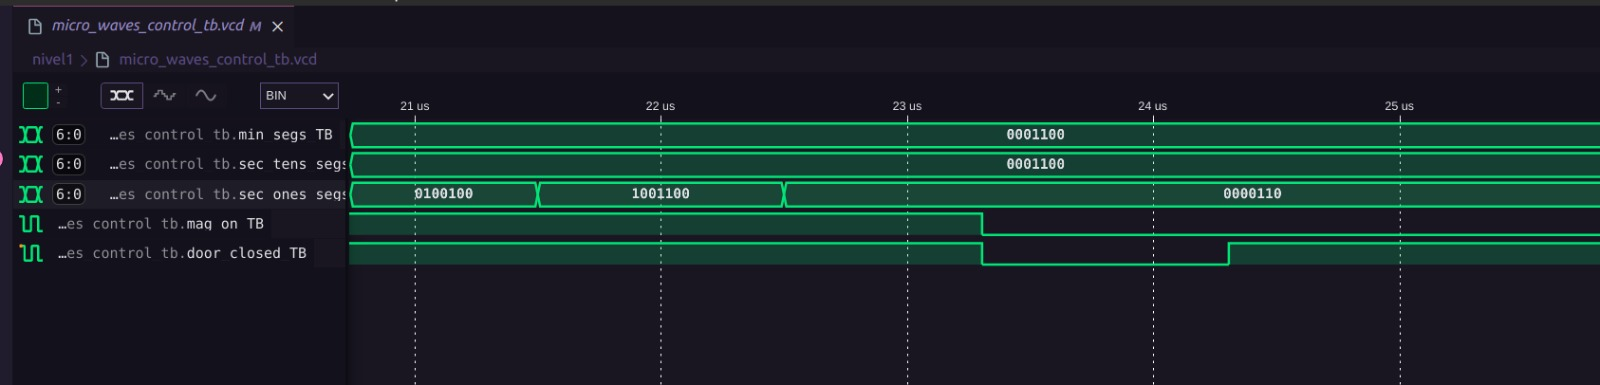 micro_waves_control_tb.vcd M
nivel1 > micro_waves_control_tb.vcd
+
-
BIN
21 us 22 us 23 us 24 us 25 us
6:0 …es control tb.min segs TB 0001100
6:0 …es control tb.sec tens segs 0001100
6:0 …es control tb.sec ones segs 0100100 1001100 0000110
…es control tb.mag on TB
…es control tb.door closed TB